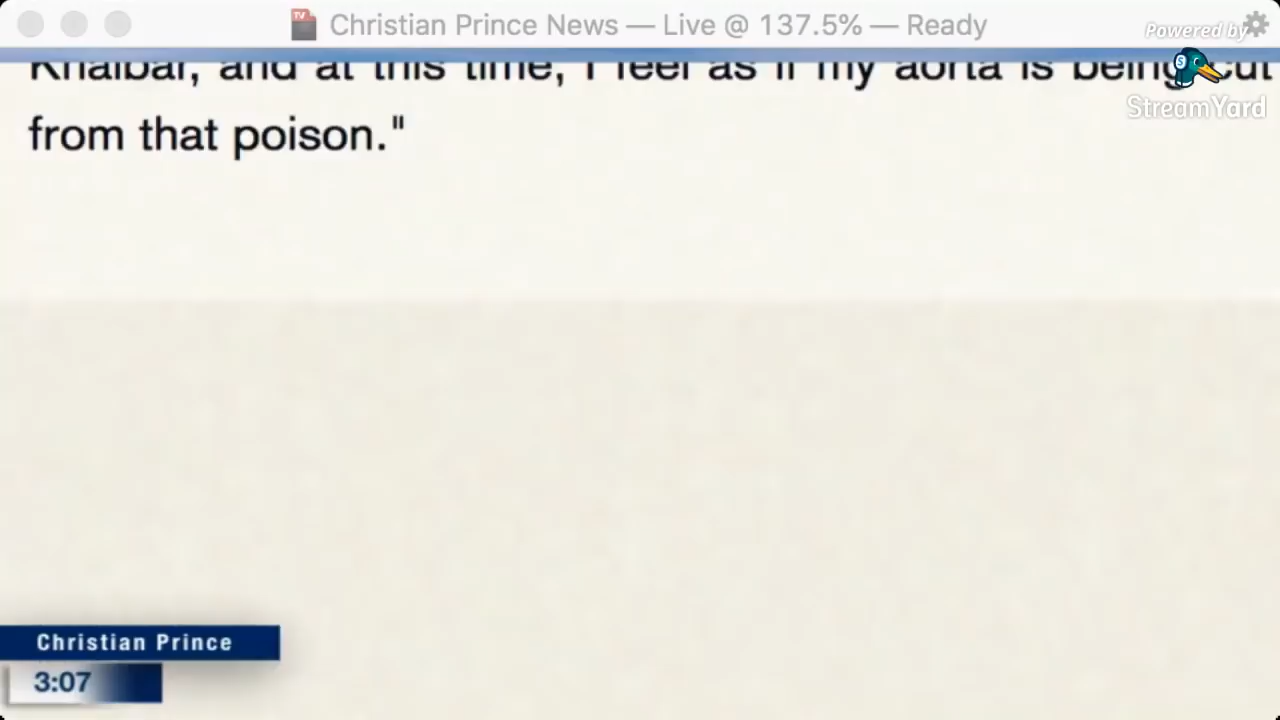 Christian Prince News — Live @ 137.5% — Ready
Powered by
StreamYard
Khaibar, and at this time, I feel as if my aorta is being cut
from that poison."
Christian Prince
3:07